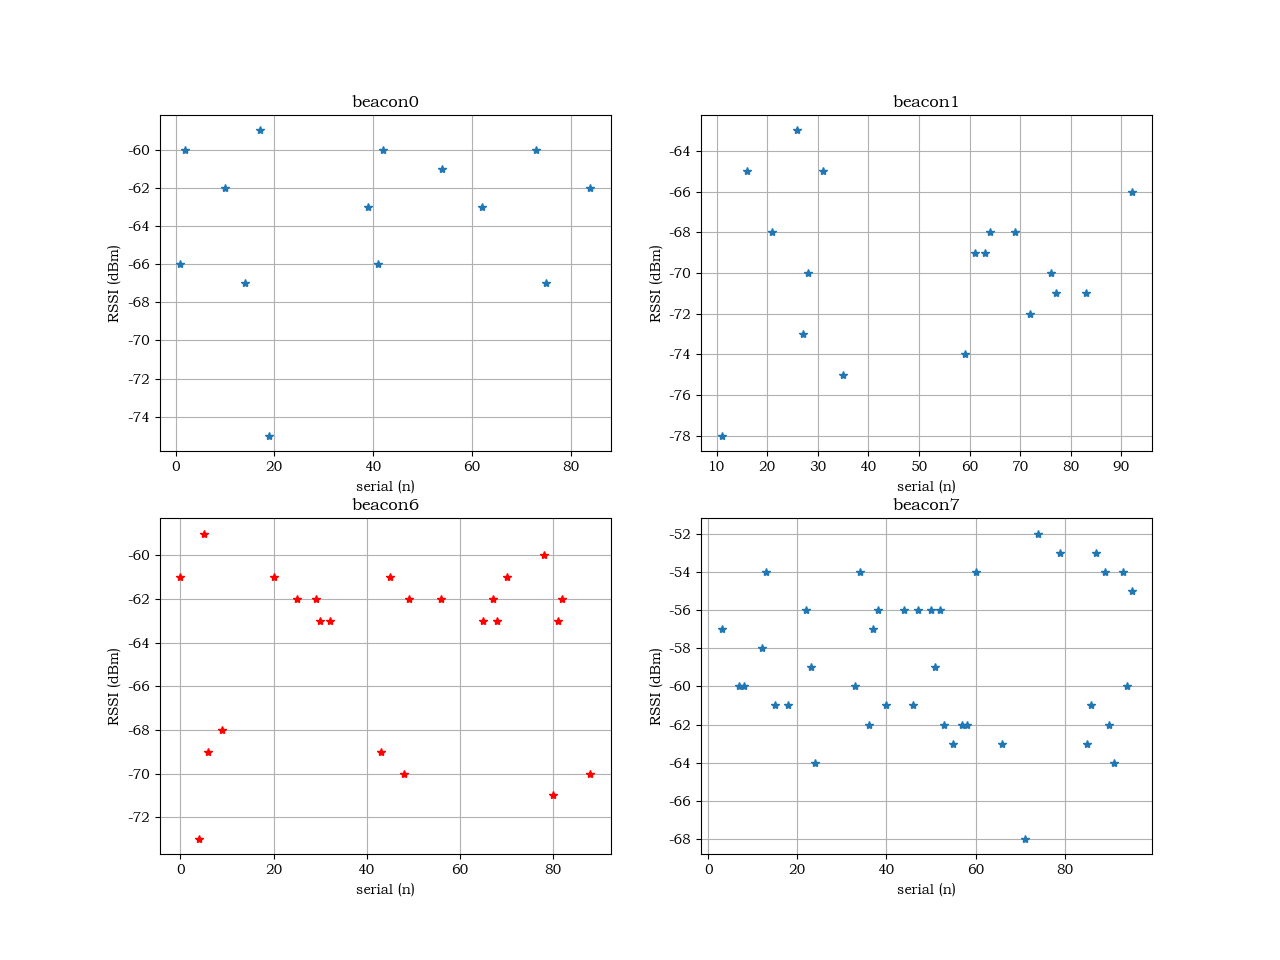 beacon0
-60
-62
-64
-66
-68
-70
-72
-74
RSSI (dBm)
0 20 40 60 80
serial (n)
beacon1
-64
-66
-68
-70
-72
-74
-76
-78
RSSI (dBm)
10 20 30 40 50 60 70 80 90
serial (n)
beacon6
-60
-62
-64
-66
-68
-70
-72
RSSI (dBm)
0 20 40 60 80
serial (n)
beacon7
-52
-54
-56
-58
-60
-62
-64
-66
-68
RSSI (dBm)
0 20 40 60 80
serial (n)